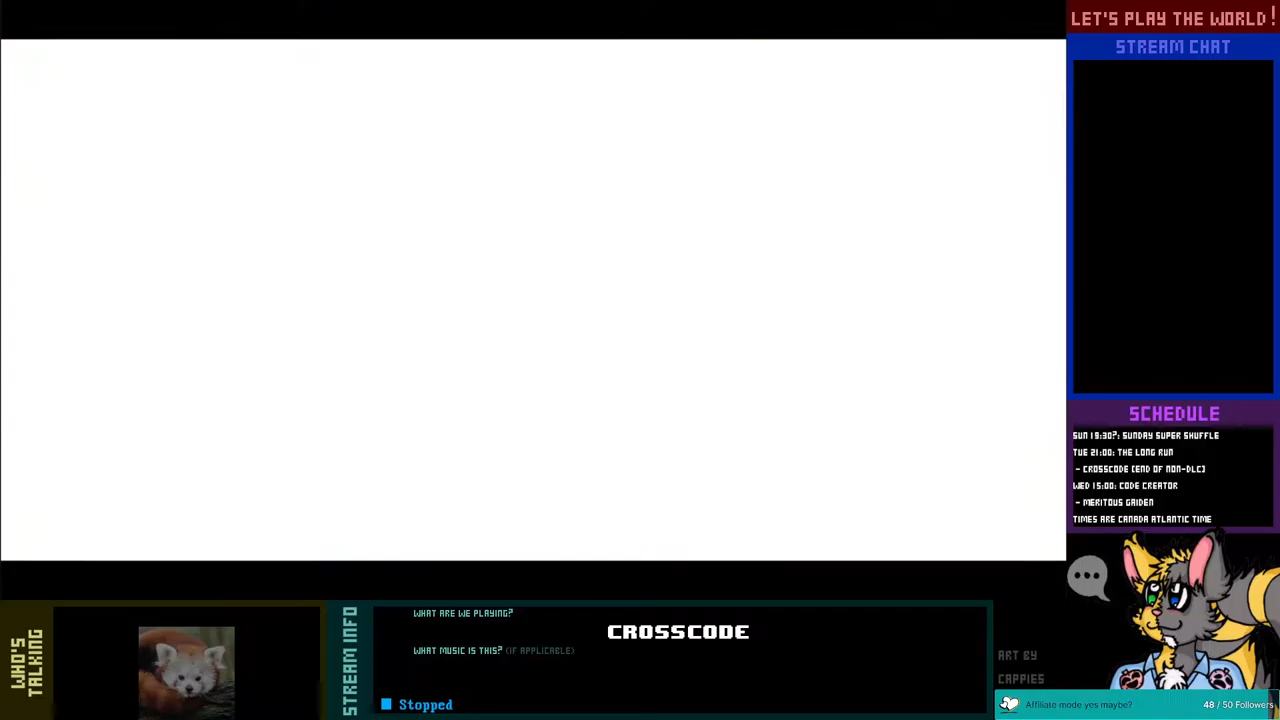 LET'S PLAY THE WORLD!
STREAM CHAT
SCHEDULE
SUN 19:30?: SUNDAY SUPER SHUFFLE
TUE 21:00: THE LONG RUN
- CROSSCODE (END OF NON-DLC)
WED 15:00: CODE CREATOR
- MERITOUS GAIDEN
TIMES ARE CANADA ATLANTIC TIME
WHO'S TALKING
STREAM INFO
WHAT ARE WE PLAYING?
CROSSCODE
WHAT MUSIC IS THIS? (IF APPLICABLE)
Stopped
ART BY
CAPPIES
Affiliate mode yes maybe? 48 / 50 Followers